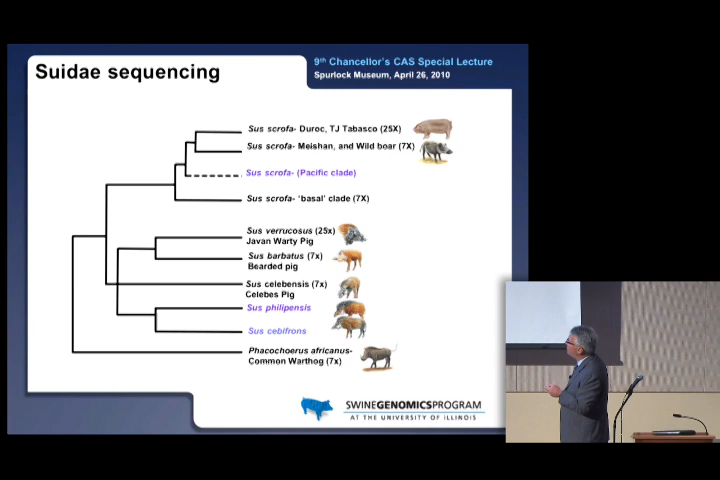 9th Chancellor's CAS Special Lecture
Spurlock Museum, April 26, 2010
Suidae sequencing
Sus scrofa- Duroc, TJ Tabasco (25X)
Sus scrofa- Meishan, and Wild boar (7X)
Sus scrofa- (Pacific clade)
Sus scrofa- 'basal' clade (7X)
Sus verrucosus (25x)
Javan Warty Pig
Sus barbatus (7x)
Bearded pig
Sus celebensis (7x)
Celebes Pig
Sus philipensis
Sus cebifrons
Phacochoerus africanus-
Common Warthog (7x)
SWINEGENOMICSPROGRAM
AT THE UNIVERSITY OF ILLINOIS